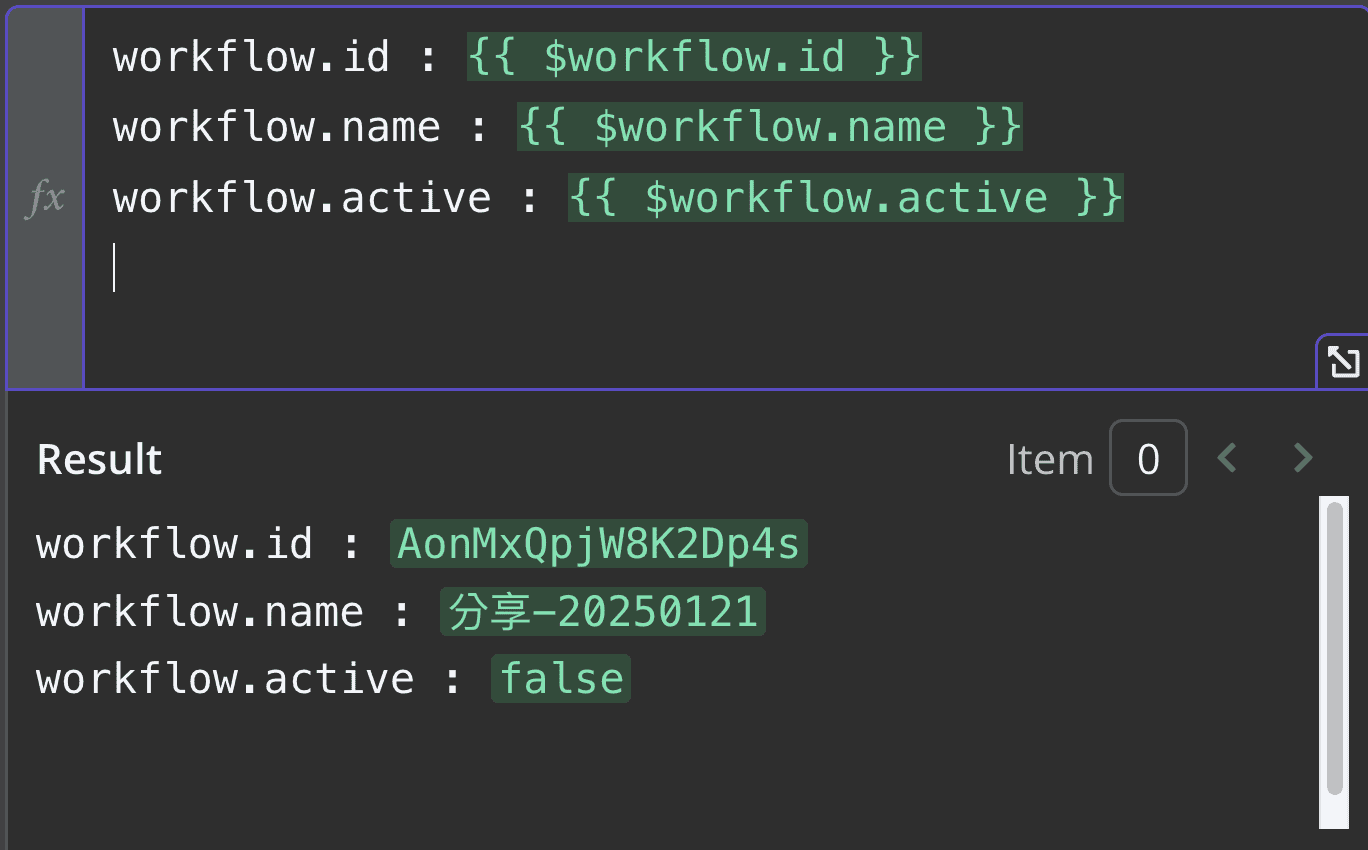 workflow.id : {{ $workflow.id }}
workflow.name : {{ $workflow.name }}
workflow.active : {{ $workflow.active }}
fx
Result
Item 0
workflow.id : AonMxQpjW8K2Dp4s
workflow.name : 分享-20250121
workflow.active : false